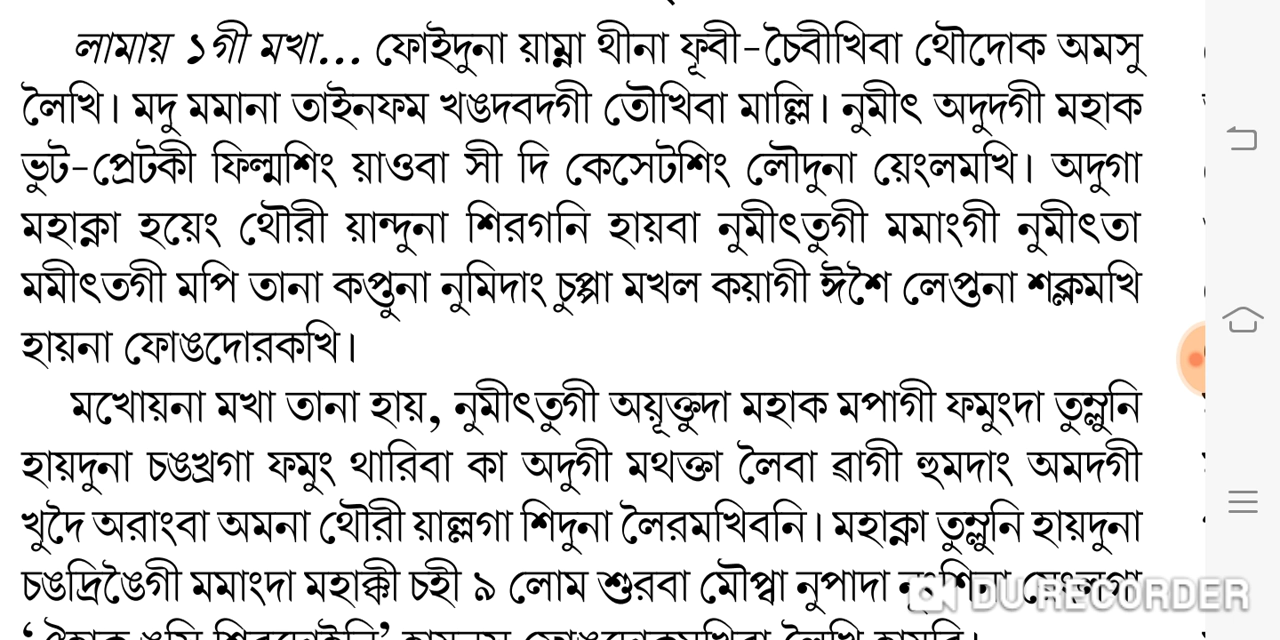 লামায় ১গী মখা... ফোইদুনা য়াম্না থীনা ফূবী-চৈবীখিবা থৌদোক অমসু
লৈখি। মদু মমানা তাইনফম খঙদবদগী তৌখিবা মাল্লি। নুমীৎ অদুদগী মহাক
ভুট-প্রেটকী ফিল্মশিং য়াওবা সী দি কেসেটশিং লৌদুনা য়েংলমখি। অদুগা
মহাক্না হয়েং থৌরী য়ান্দুনা শিরগনি হায়বা নুমীৎতুগী মমাংগী নুমীৎতা
মমীৎতগী মপি তানা কপ্তুনা নুমিদাং চুপ্পা মখল কয়াগী ঈশৈ লেপ্তনা শক্লমখি
হায়না ফোঙদোরকখি।
মখোয়না মখা তানা হায়, নুমীৎতুগী অয়ূক্তুদা মহাক মপাগী ফমুংদা তুম্লুনি
হায়দুনা চঙখ্রগা ফমুং থারিবা কা অদুগী মথক্তা লৈবা ৱাগী হুমদাং অমদগী
খুদৈ অরাংবা অমনা থৌরী য়াল্লগা শিদুনা লৈরমখিবনি। মহাক্না তুম্লুনি হায়দুনা
চঙদ্রিঙৈগী মমাংদা মহাক্কী চহী ৯ লোম শুরবা মৌপ্বা নুপাদা
DU RECORDER